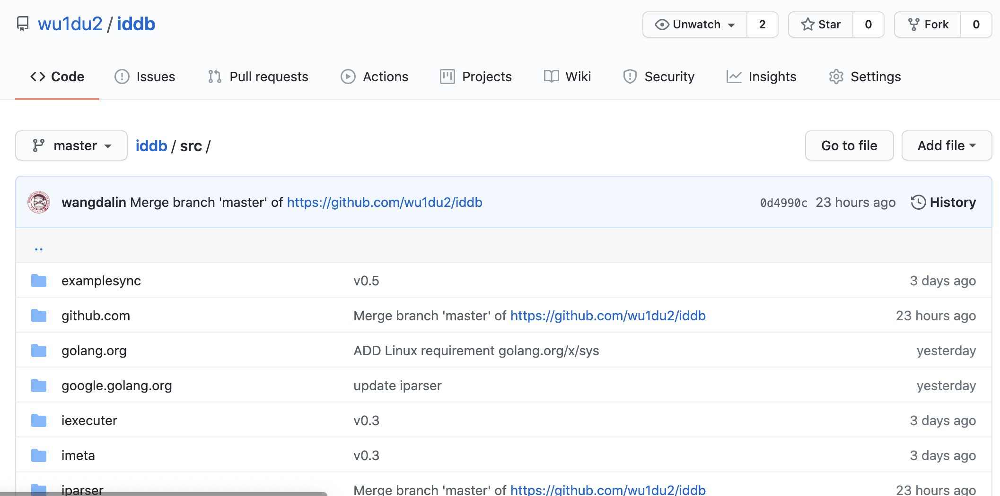 wu1du2 / iddb
Unwatch 2 Star 0 Fork 0
Code Issues Pull requests Actions Projects Wiki Security Insights Settings
master iddb / src / Go to file Add file
wangdalin Merge branch 'master' of https://github.com/wu1du2/iddb 0d4990c 23 hours ago History
..
examplesync v0.5 3 days ago
github.com Merge branch 'master' of https://github.com/wu1du2/iddb 23 hours ago
golang.org ADD Linux requirement golang.org/x/sys yesterday
google.golang.org update iparser yesterday
iexecuter v0.3 3 days ago
imeta v0.3 3 days ago
iparser Merge branch 'master' of https://github.com/wu1du2/iddb 23 hours ago